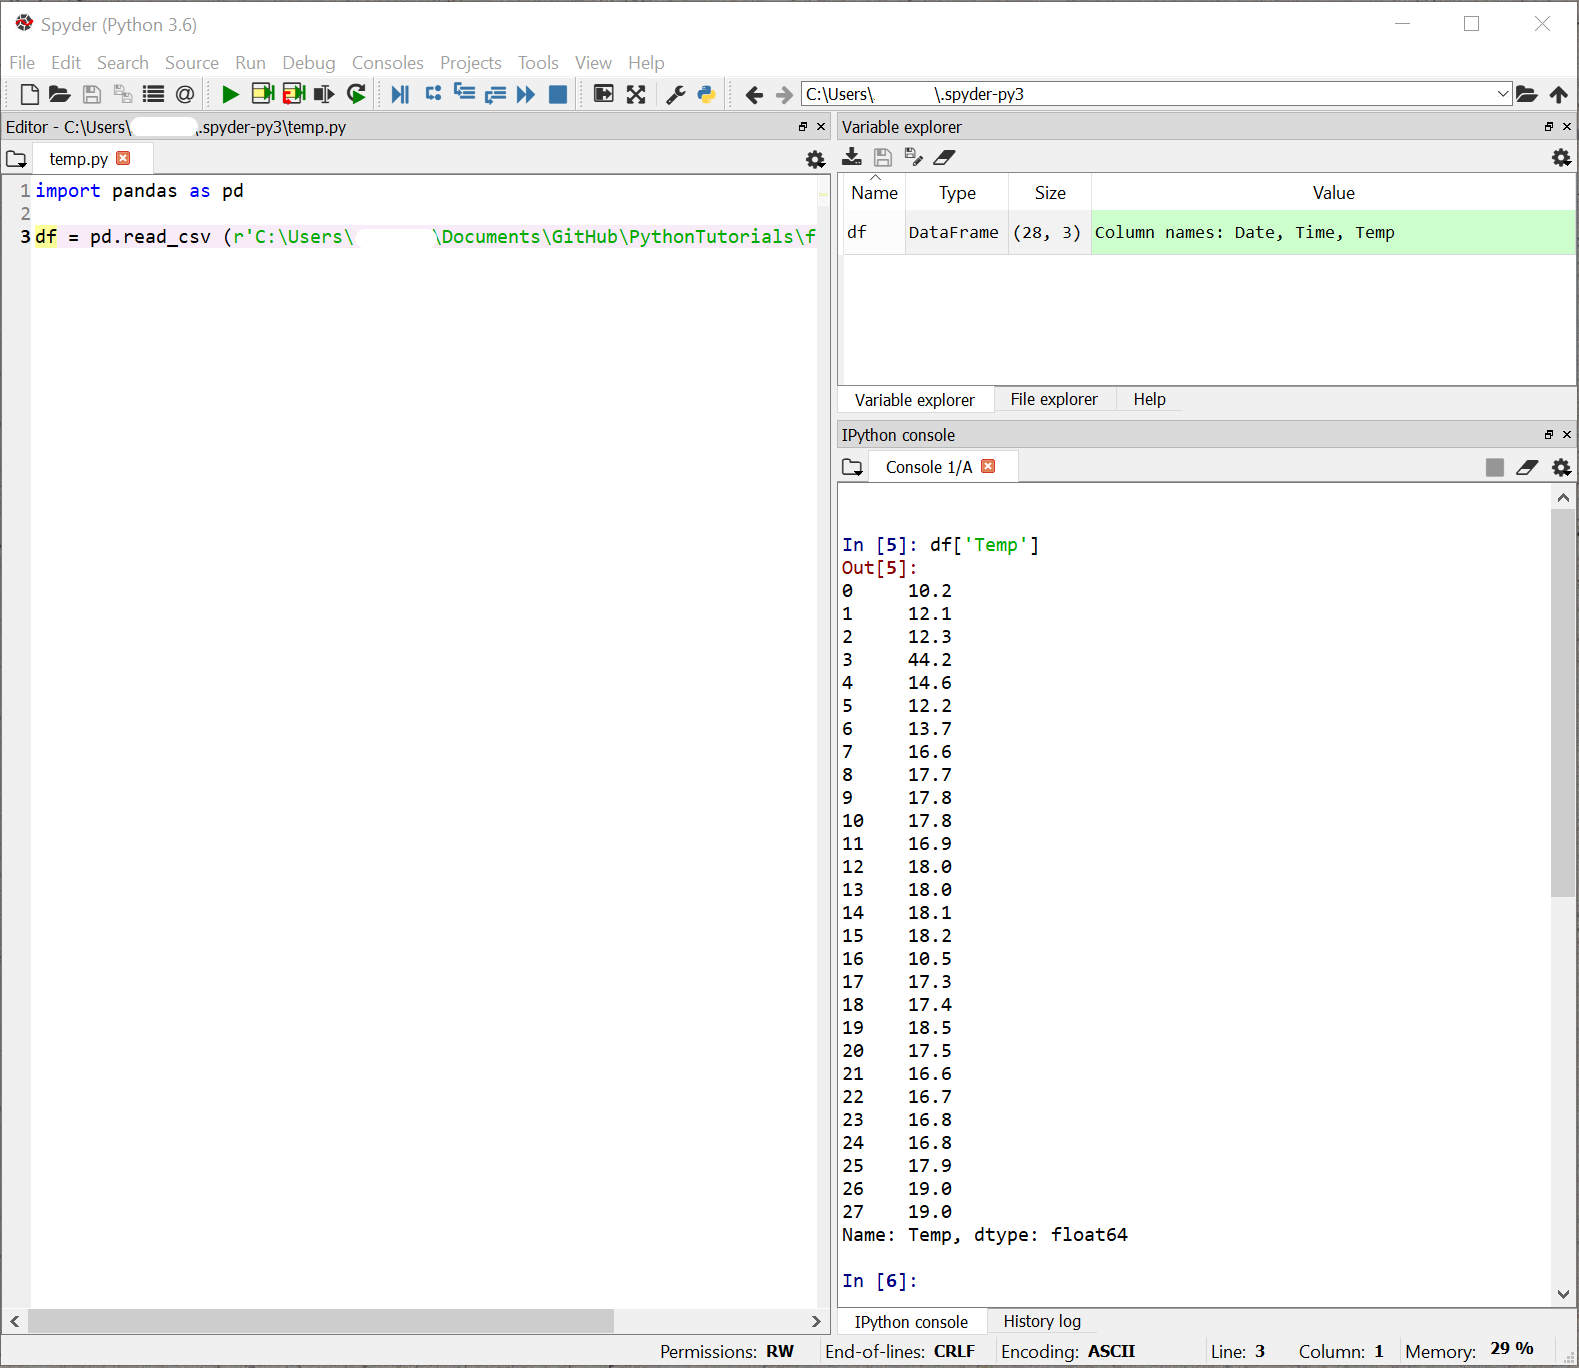 Spyder (Python 3.6)
File Edit Search Source Run Debug Consoles Projects Tools View Help
C:\Users\ \.spyder-py3
Editor - C:\Users\ \.spyder-py3\temp.py
temp.py
1 import pandas as pd
2
3 df = pd.read_csv (r'C:\Users\ \Documents\GitHub\PythonTutorials\f
Variable explorer
Name Type Size Value
df DataFrame (28, 3) Column names: Date, Time, Temp
Variable explorer File explorer Help
IPython console
Console 1/A
In [5]: df['Temp']
Out[5]:
0 10.2
1 12.1
2 12.3
3 44.2
4 14.6
5 12.2
6 13.7
7 16.6
8 17.7
9 17.8
10 17.8
11 16.9
12 18.0
13 18.0
14 18.1
15 18.2
16 10.5
17 17.3
18 17.4
19 18.5
20 17.5
21 16.6
22 16.7
23 16.8
24 16.8
25 17.9
26 19.0
27 19.0
Name: Temp, dtype: float64
In [6]:
IPython console History log
Permissions: RW End-of-lines: CRLF Encoding: ASCII Line: 3 Column: 1 Memory: 29 %